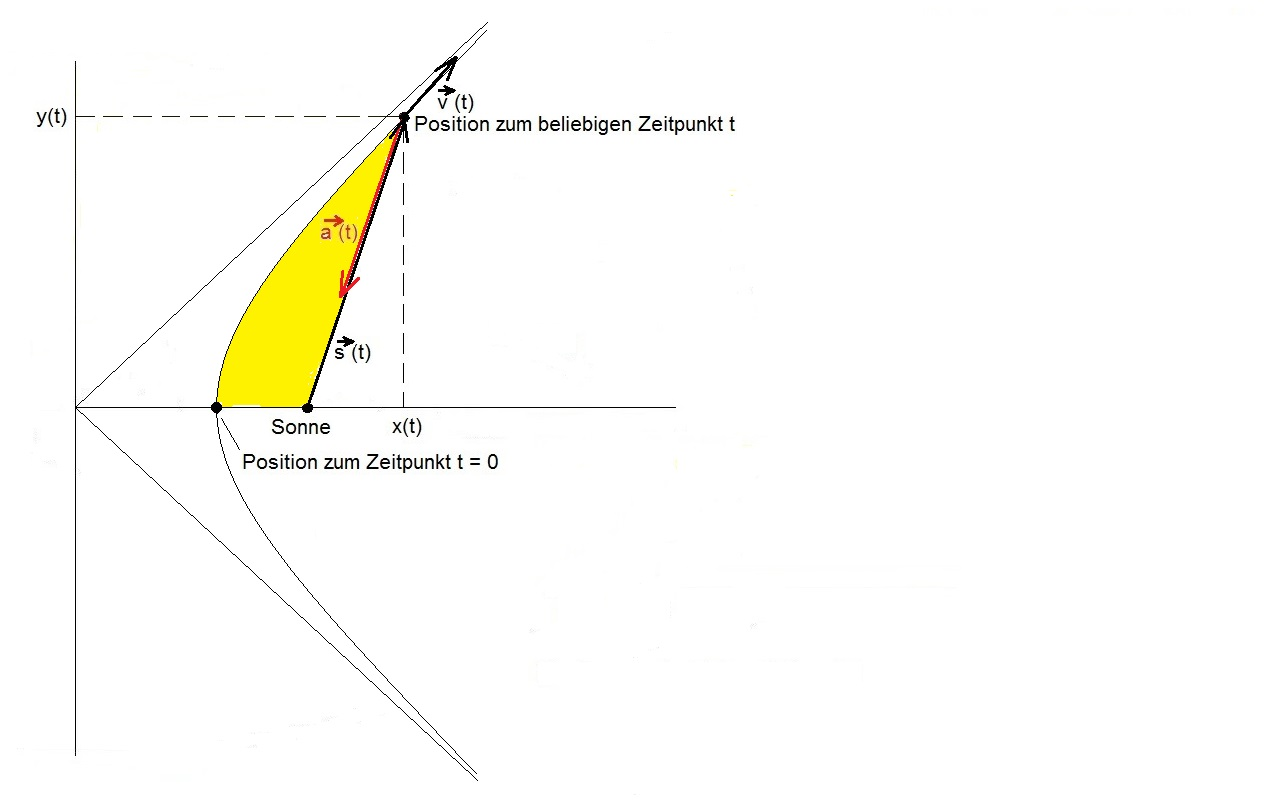 y(t)
v (t)
Position zum beliebigen Zeitpunkt t
a (t)
s (t)
Sonne
x(t)
Position zum Zeitpunkt t = 0